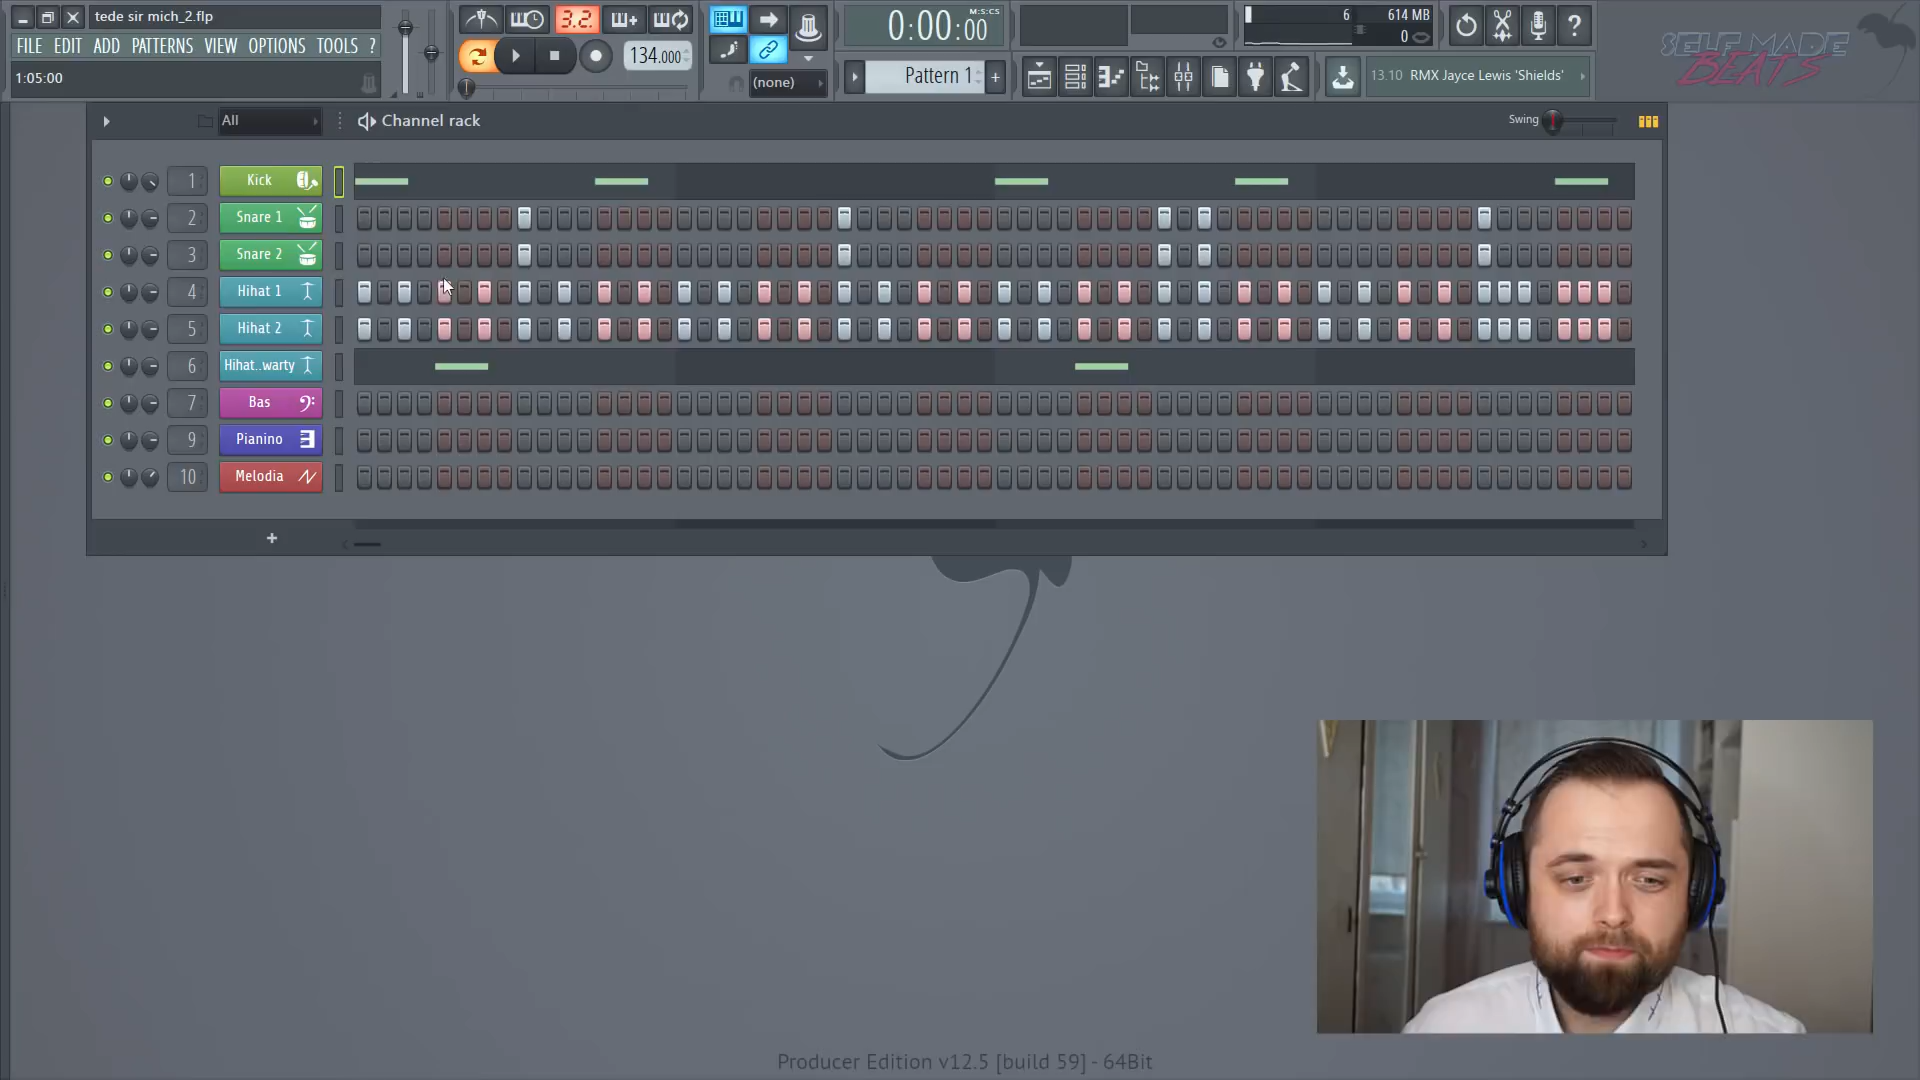 tede sir mich_2.flp
FILE EDIT ADD PATTERNS VIEW OPTIONS TOOLS ?
1:05:00
3.2.
134.000
(none)
0:00:00
M:S:CS
Pattern 1
6
614 MB
0
13.10 RMX Jayce Lewis 'Shields'
SELF MADE
BEATS
All
Channel rack
Swing
1 Kick
2 Snare 1
3 Snare 2
4 Hihat 1
5 Hihat 2
6 Hihat..warty
7 Bas
9 Pianino
10 Melodia
Producer Edition v12.5 [build 59] - 64Bit